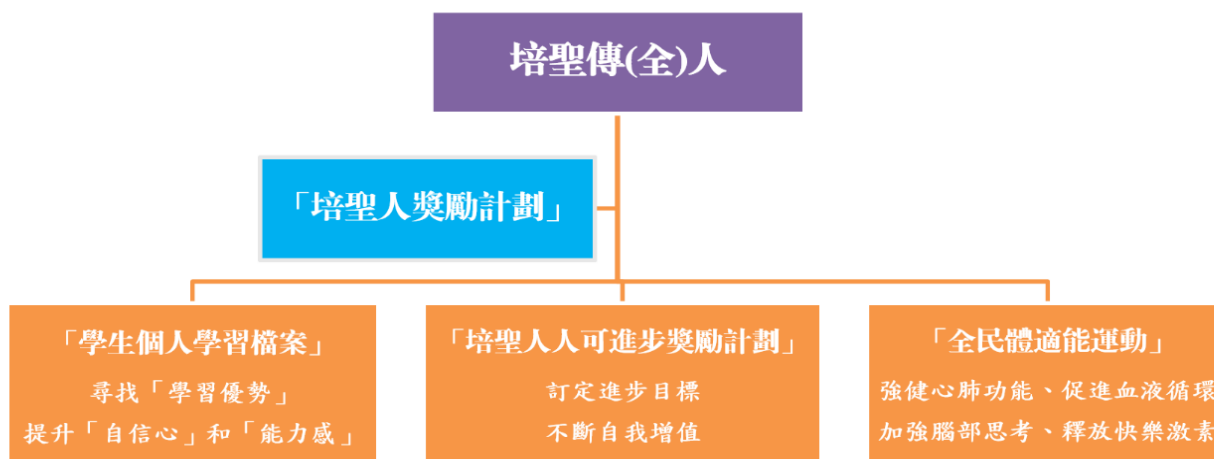 培聖傳(全)人
「培聖人獎勵計劃」
「學生個人學習檔案」
尋找「學習優勢」
提升「自信心」和「能力感」
「培聖人人可進步獎勵計劃」
訂定進步目標
不斷自我增值
「全民體適能運動」
強健心肺功能、促進血液循環
加強腦部思考、釋放快樂激素